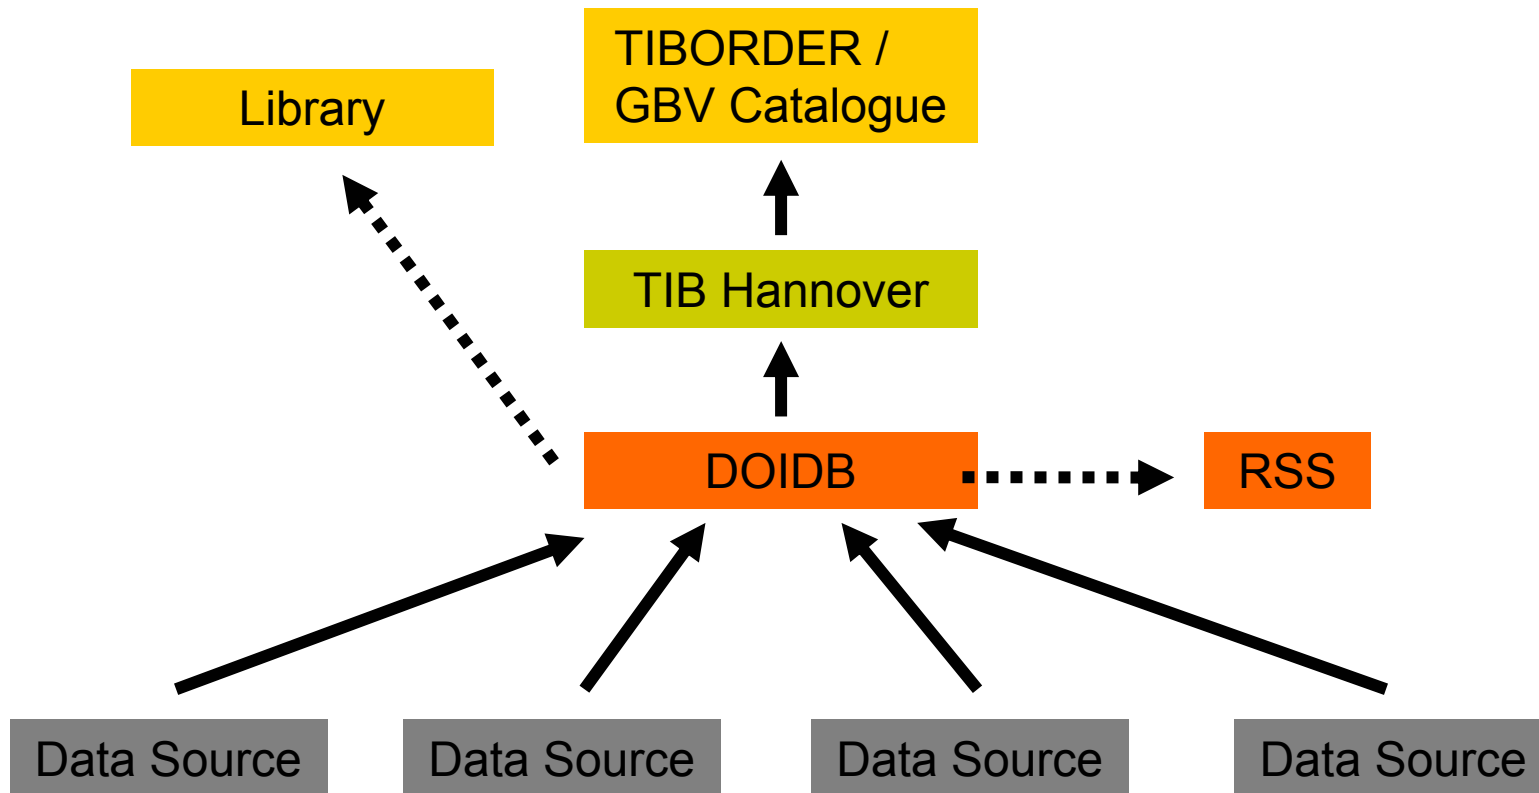 TIBORDER /
GBV Catalogue
Library
TIB Hannover
DOIDB
RSS
Data Source
Data Source
Data Source
Data Source